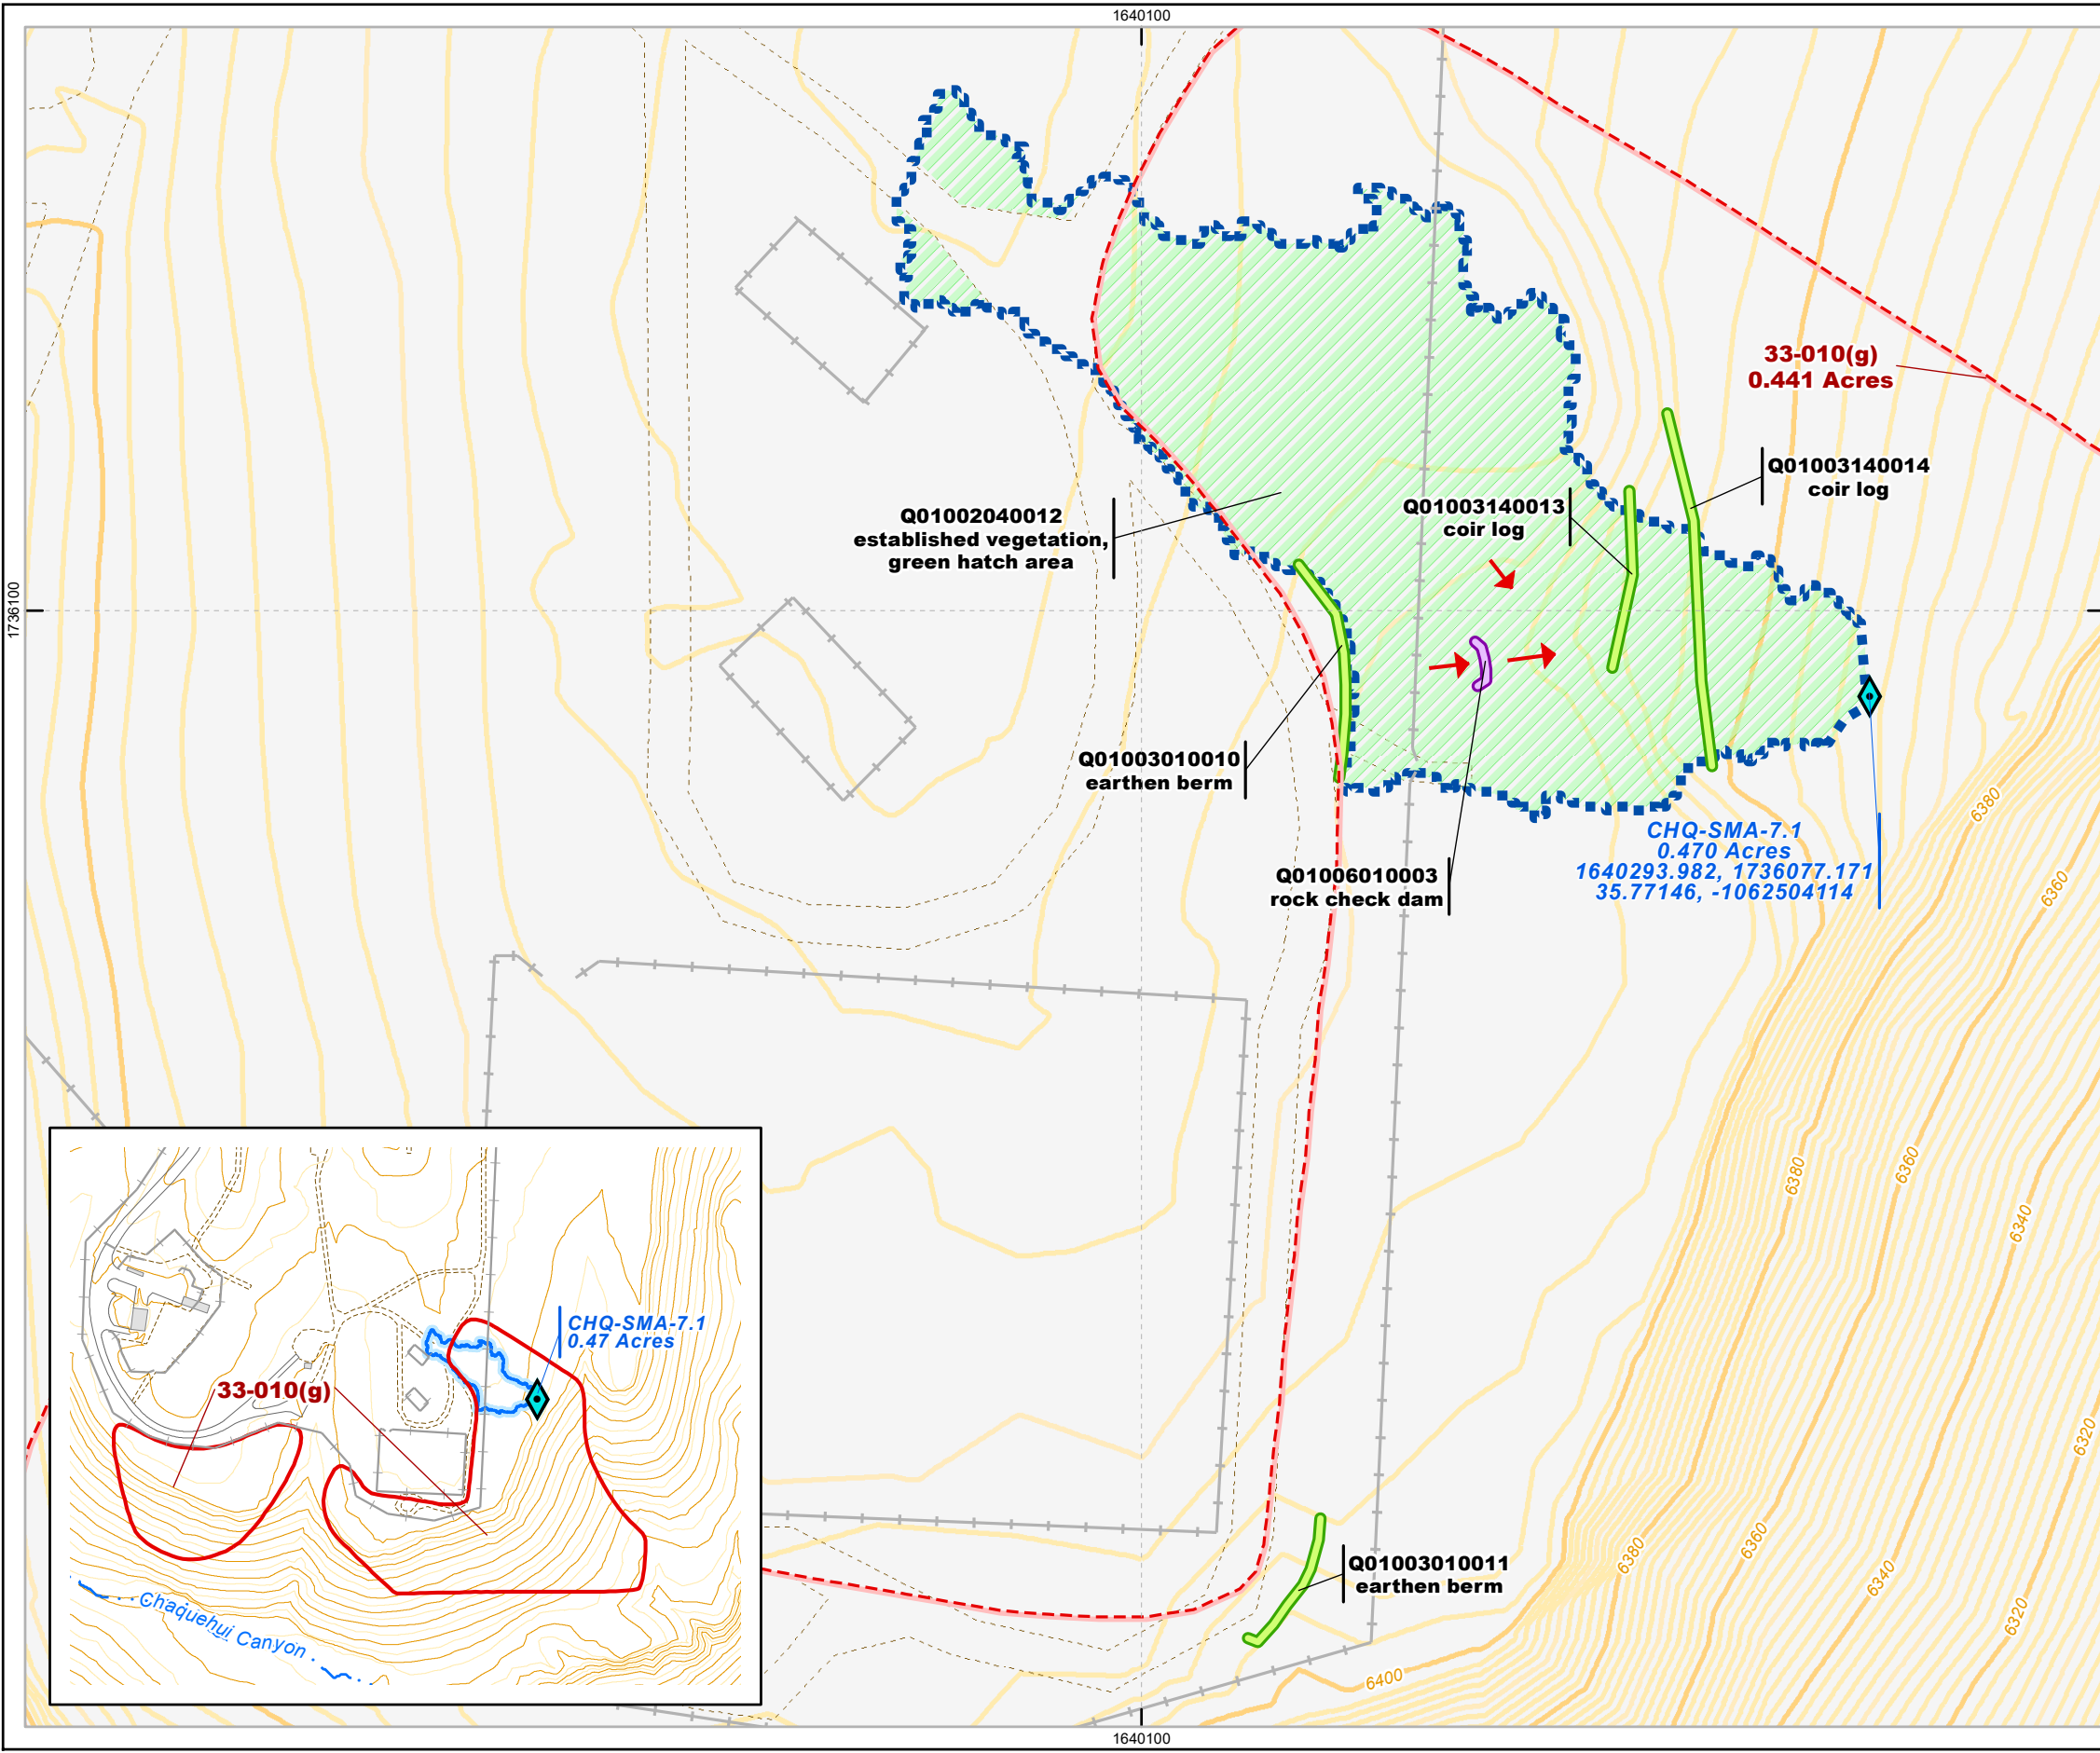 1640100
33-010(g)
0.441 Acres
Q01003140014
coir log
Q01003140013
coir log
Q01002040012
established vegetation,
green hatch area
1736100
Q01003010010
earthen berm
Q01006010003
rock check dam
CHQ-SMA-7.1
0.470 Acres
1640293.982, 1736077.171
35.77146, -1062504114
6380
6360
6380
6360
6340
6320
6380
6360
6340
6320
6400
CHQ-SMA-7.1
0.47 Acres
33-010(g)
Chaquehui Canyon
Q01003010011
earthen berm
1640100